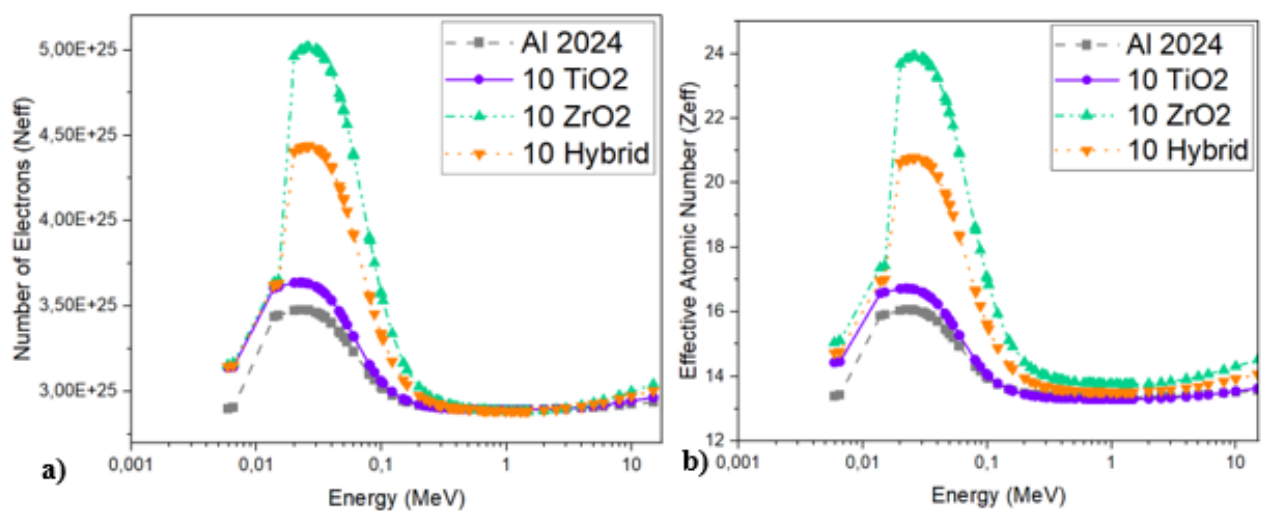 Number of Electrons (Neff)
5,00E+25
4,50E+25
4,00E+25
3,50E+25
3,00E+25
Al 2024
10 TiO2
10 ZrO2
10 Hybrid
0,001
0,01
0,1
1
10
Energy (MeV)
a)
Effective Atomic Number (Zeff)
24
22
20
18
16
14
12
Al 2024
10 TiO2
10 ZrO2
10 Hybrid
0,001
0,01
0,1
1
10
Energy (MeV)
b)